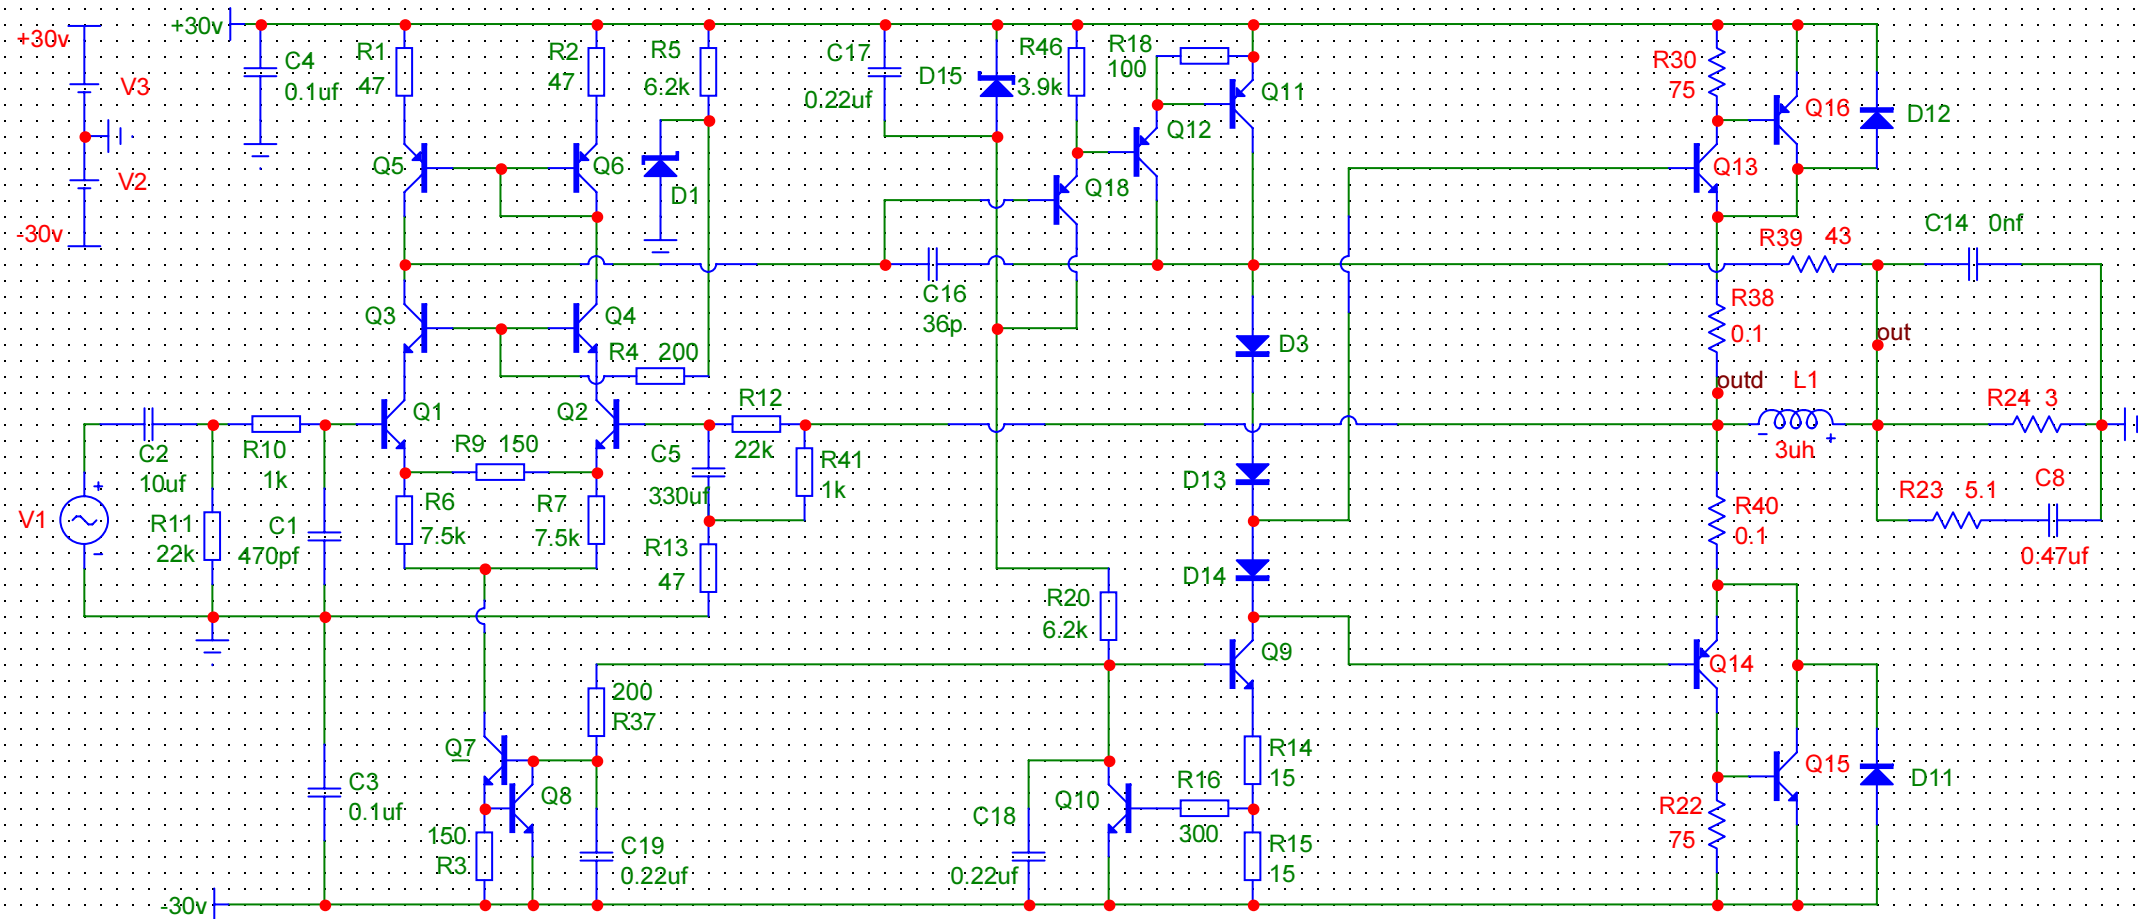 +30v
+30v
V3
V2
-30v
C4
0.1uf
R1
47
R2
47
R5
6.2k
Q5
Q6
D1
C17
0.22uf
D15
R46
3.9k
R18
100
Q11
Q12
Q18
R30
75
Q16
D12
Q13
C14 0nf
R39 43
C16
36p
R38
0.1
out
outd
L1
3uh
Q3
Q4
R4 200
D3
Q1
Q2
R12
22k
R24 3
C2
10uf
R10
1k
R9 150
C5
330uf
R41
1k
D13
R23 5.1
C8
0.47uf
V1
R11
22k
C1
470pf
R6
7.5k
R7
7.5k
R13
47
D14
R40
0.1
R20
6.2k
Q9
Q14
200
R37
Q7
Q8
R14
15
R16
300
Q10
Q15
D11
C3
0.1uf
150
R3
C19
0.22uf
C18
0.22uf
R15
15
R22
75
-30v